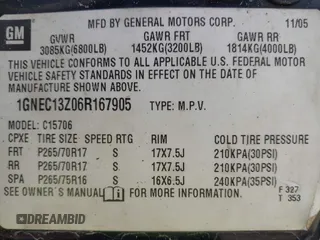 GM MFD BY GENERAL MOTORS CORP. 11/05
GVWR GAWR FRT GAWR RR
3085KG(6800LB) 1452KG(3200LB) 1814KG(4000LB)
THIS VEHICLE CONFORMS TO ALL APPLICABLE U.S. FEDERAL MOTOR
VEHICLE SAFETY STANDARDS IN EFFECT ON THE DATE OF
MANUFACTURE SHOWN ABOVE.
1GNEC13Z06R167905 TYPE: M.P.V.
MODEL: C15706
CPXE TIRE SIZE SPEED RTG RIM COLD TIRE PRESSURE
FRT P265/70R17 S 17X7.5J 210KPA(30PSI)
RR P265/70R17 S 17X7.5J 210KPA(30PSI)
SPA P265/75R16 S 16X6.5J 240KPA(35PSI)
SEE OWNER'S MANUAL FOR MORE INFORMATION. F 327
T 353
DREAMBID